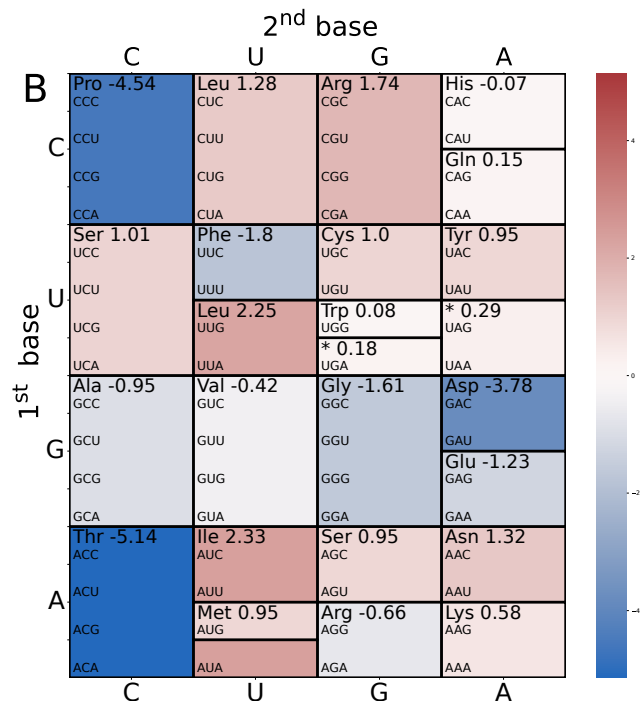 2nd base
C U G A
B
Pro -4.54 Leu 1.28 Arg 1.74 His -0.07
CCC CUC CGC CAC
CCU CUU CGU CAU
Gln 0.15
CCG CUG CGG CAG
CCA CUA CGA CAA
C
Ser 1.01 Phe -1.8 Cys 1.0 Tyr 0.95
UCC UUC UGC UAC
UCU UUU UGU UAU
Leu 2.25 Trp 0.08 * 0.29
UCG UUG UGG UAG
* 0.18
UCA UUA UGA UAA
U
Ala -0.95 Val -0.42 Gly -1.61 Asp -3.78
GCC GUC GGC GAC
GCU GUU GGU GAU
Glu -1.23
GCG GUG GGG GAG
GCA GUA GGA GAA
G
Thr -5.14 Ile 2.33 Ser 0.95 Asn 1.32
ACC AUC AGC AAC
ACU AUU AGU AAU
Met 0.95 Arg -0.66 Lys 0.58
ACG AUG AGG AAG
ACA AUA AGA AAA
A
1st base
C U G A
4
2
0
−2
−4